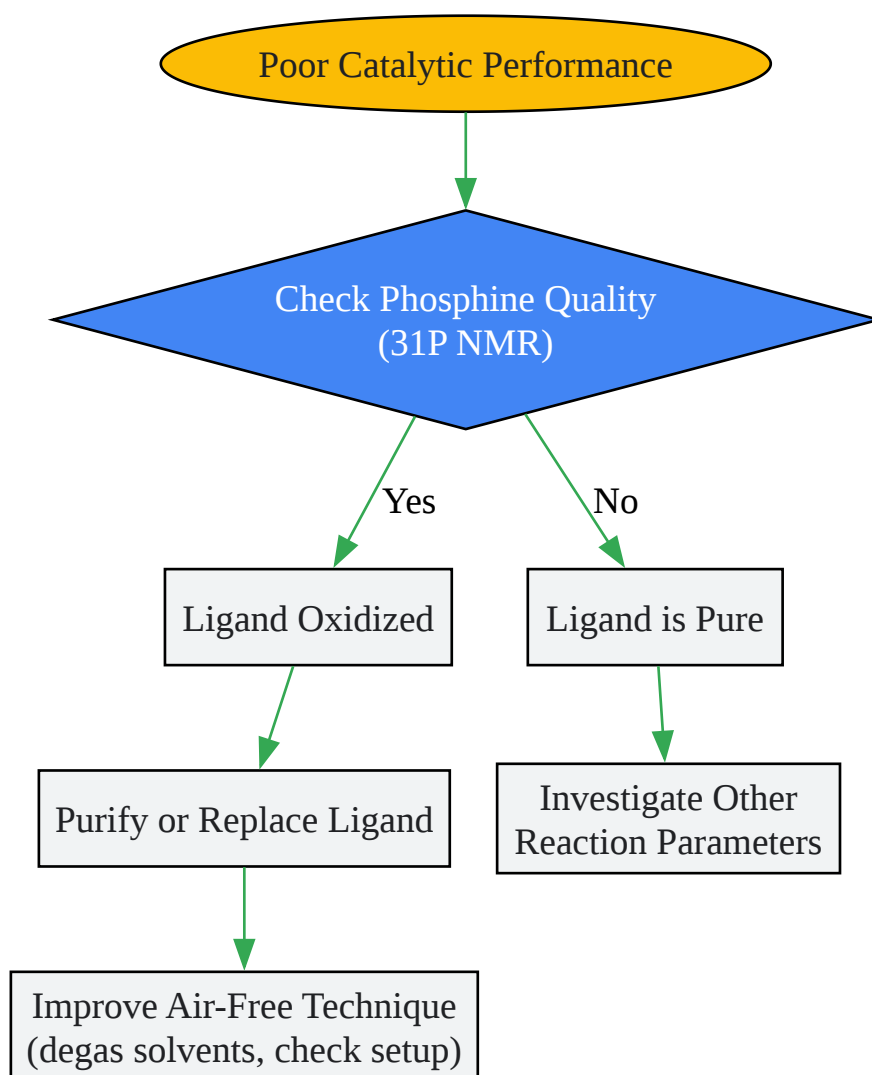 Poor Catalytic Performance
Check Phosphine Quality
(31P NMR)
Yes
No
Ligand Oxidized
Ligand is Pure
Purify or Replace Ligand
Investigate Other
Reaction Parameters
Improve Air-Free Technique
(degas solvents, check setup)